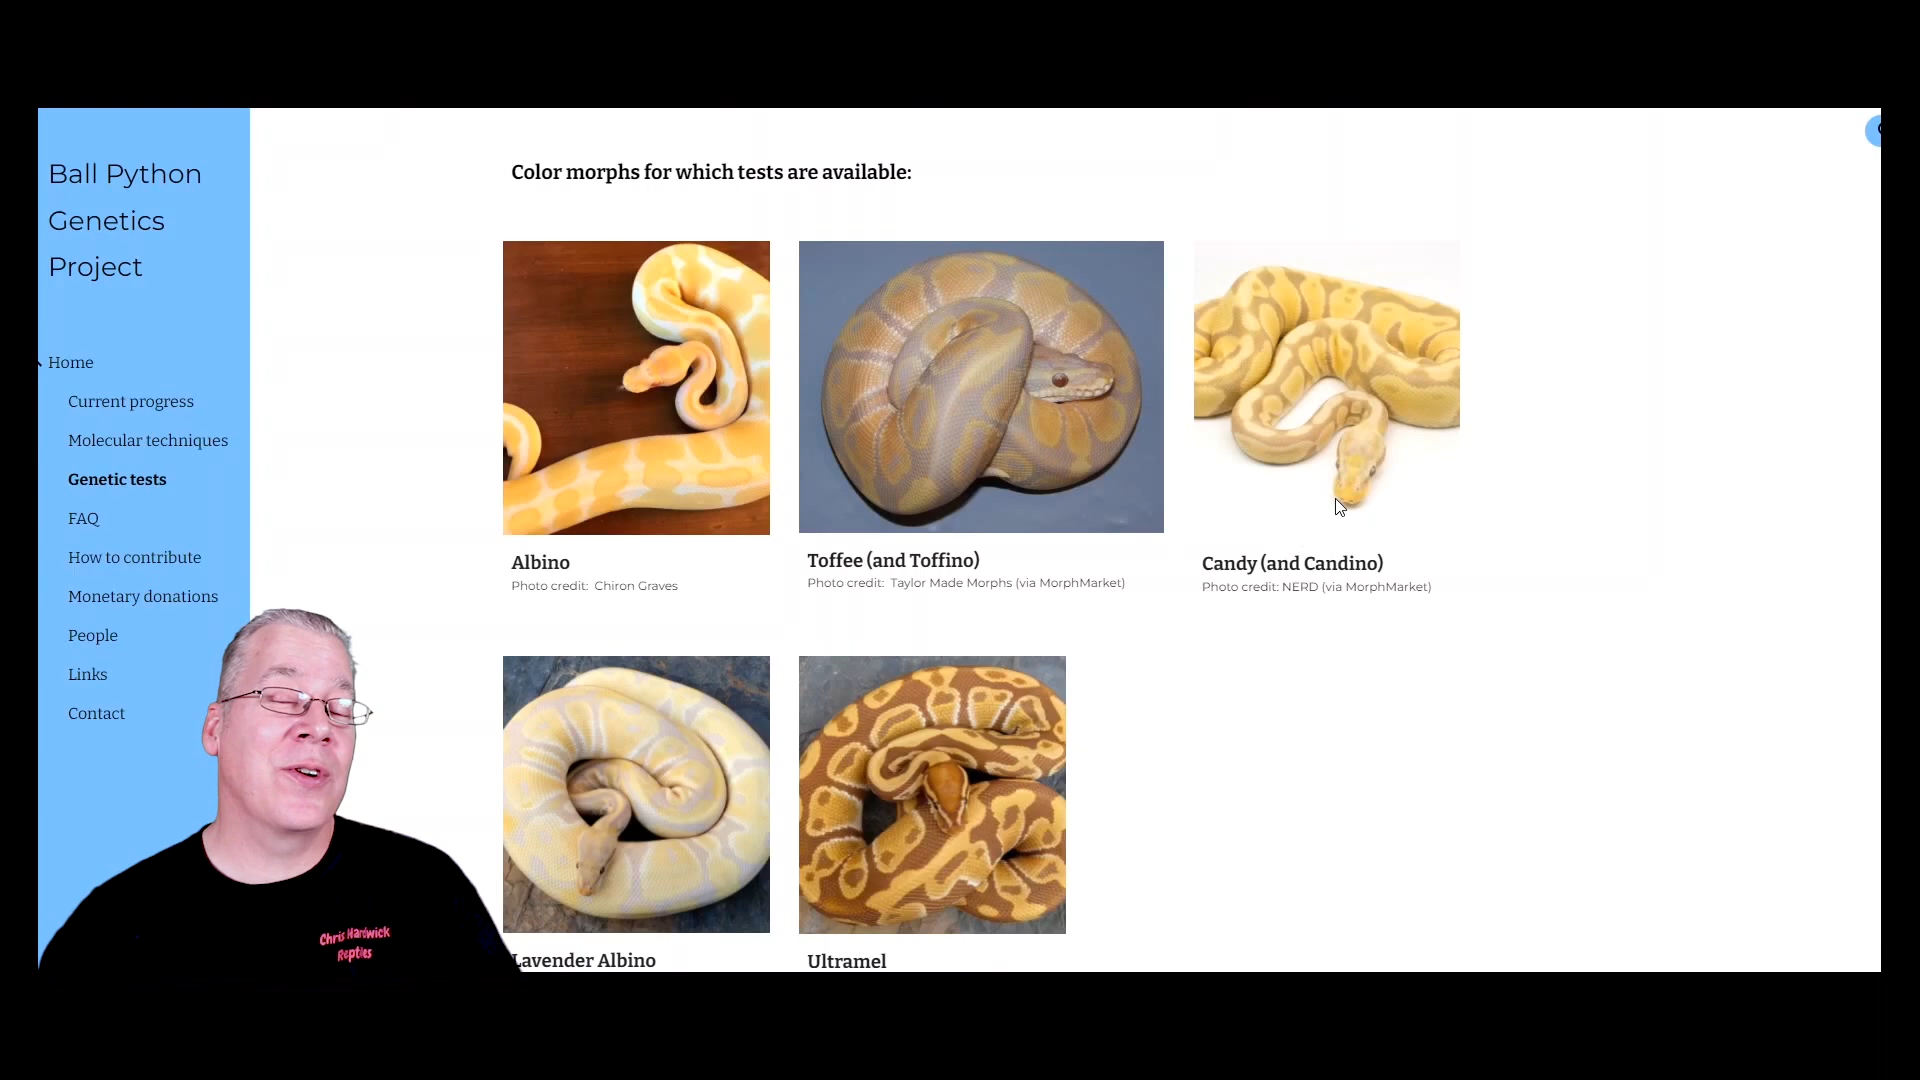 Ball Python
Genetics
Project
Home
Current progress
Molecular techniques
Genetic tests
FAQ
How to contribute
Monetary donations
People
Links
Contact
Color morphs for which tests are available:
Albino
Photo credit: Chiron Graves
Toffee (and Toffino)
Photo credit: Taylor Made Morphs (via MorphMarket)
Candy (and Candino)
Photo credit: NERD (via MorphMarket)
Lavender Albino
Ultramel
Chris Hardwick
Reptiles